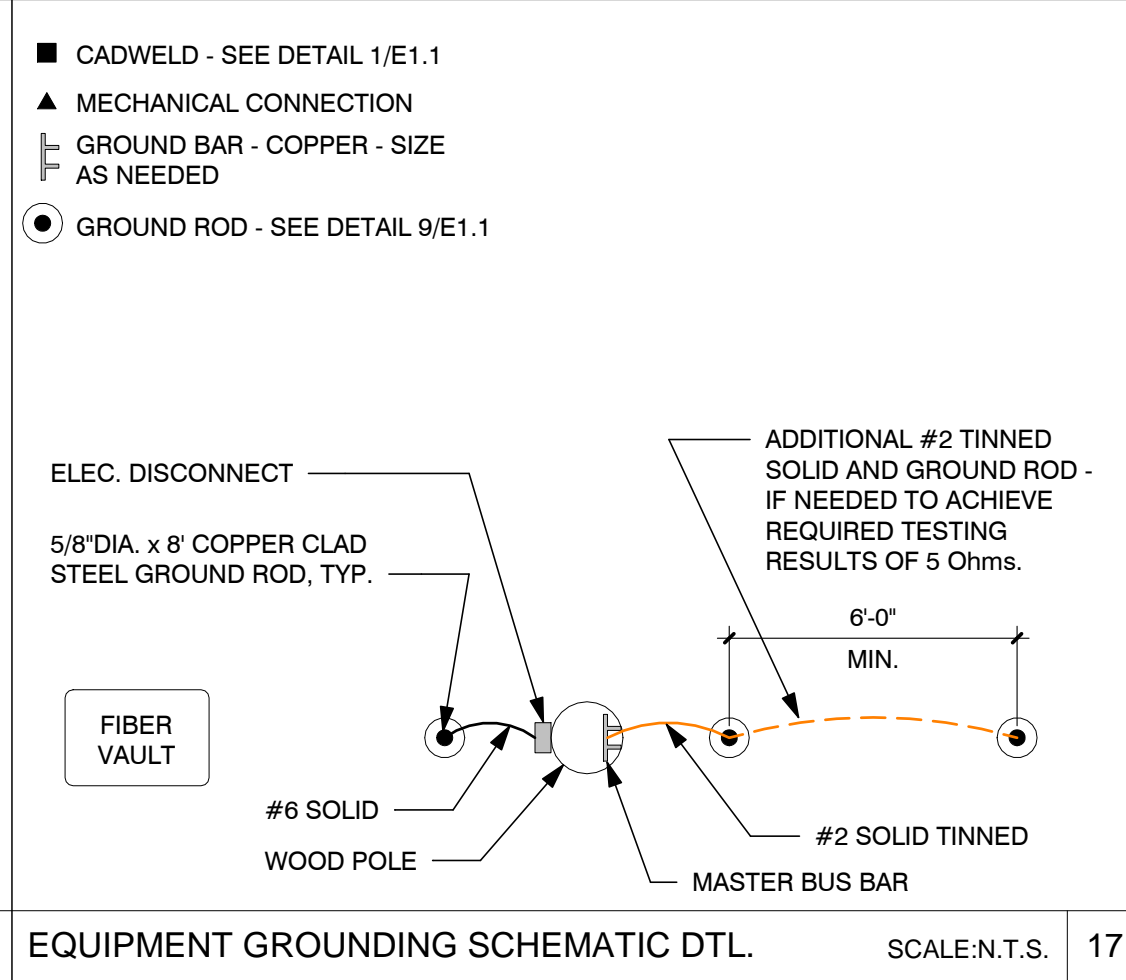 CADWELD - SEE DETAIL 1/E1.1
MECHANICAL CONNECTION
GROUND BAR - COPPER - SIZE
AS NEEDED
GROUND ROD - SEE DETAIL 9/E1.1
ADDITIONAL #2 TINNED
SOLID AND GROUND ROD -
IF NEEDED TO ACHIEVE
REQUIRED TESTING
RESULTS OF 5 Ohms.
ELEC. DISCONNECT
5/8"DIA. x 8' COPPER CLAD
STEEL GROUND ROD, TYP.
6'-0"
MIN.
FIBER
VAULT
#6 SOLID
WOOD POLE
#2 SOLID TINNED
MASTER BUS BAR
EQUIPMENT GROUNDING SCHEMATIC DTL.
SCALE:N.T.S.
17